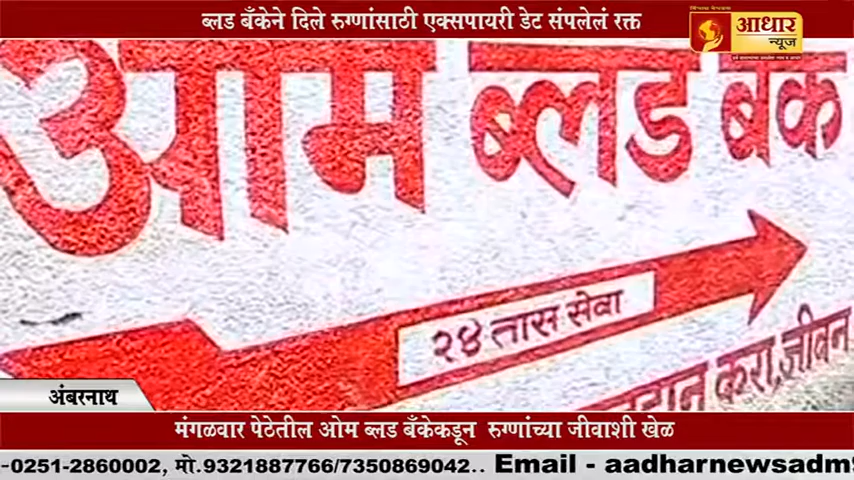 ब्लड बँकेने दिले रुग्णांसाठी एक्सपायरी डेट संपलेलं रक्त
आधार
न्यूज
ओम ब्लड बँक
२४ तास सेवा
करा,जीवन
अंबरनाथ
मंगळवार पेठेतील ओम ब्लड बँकेकडून रुग्णांच्या जीवाशी खेळ
-0251-2860002, मो.9321887766/7350869042.. Email - aadharnewsadm9